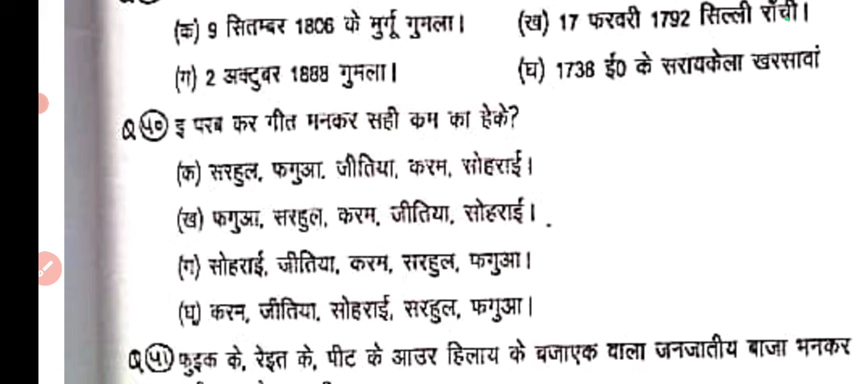 (क) 9 सितम्बर 1806 के मुर्गू गुमला। (ख) 17 फरवरी 1792 सिल्ली राँची।
(ग) 2 अक्टुबर 1888 गुमला। (घ) 1738 ई0 के सरायकेला खरसावां
Q 40 इ परब कर गीत मनकर सही कम का हेके?
(क) सरहुल, फगुआ. जीतिया, करम, सोहराई।
(ख) फगुआ, सरहुल, करम, जीतिया, सोहराई।
(ग) सोहराई, जीतिया, करम, सरहुल, फगुआ।
(घ) करन, जीतिया, सोहराई, सरहुल, फगुआ।
Q 41 फुइक के, रेइत के, पीट के आउर हिलाय के बजाएक वाला जनजातीय बाजा मनकर